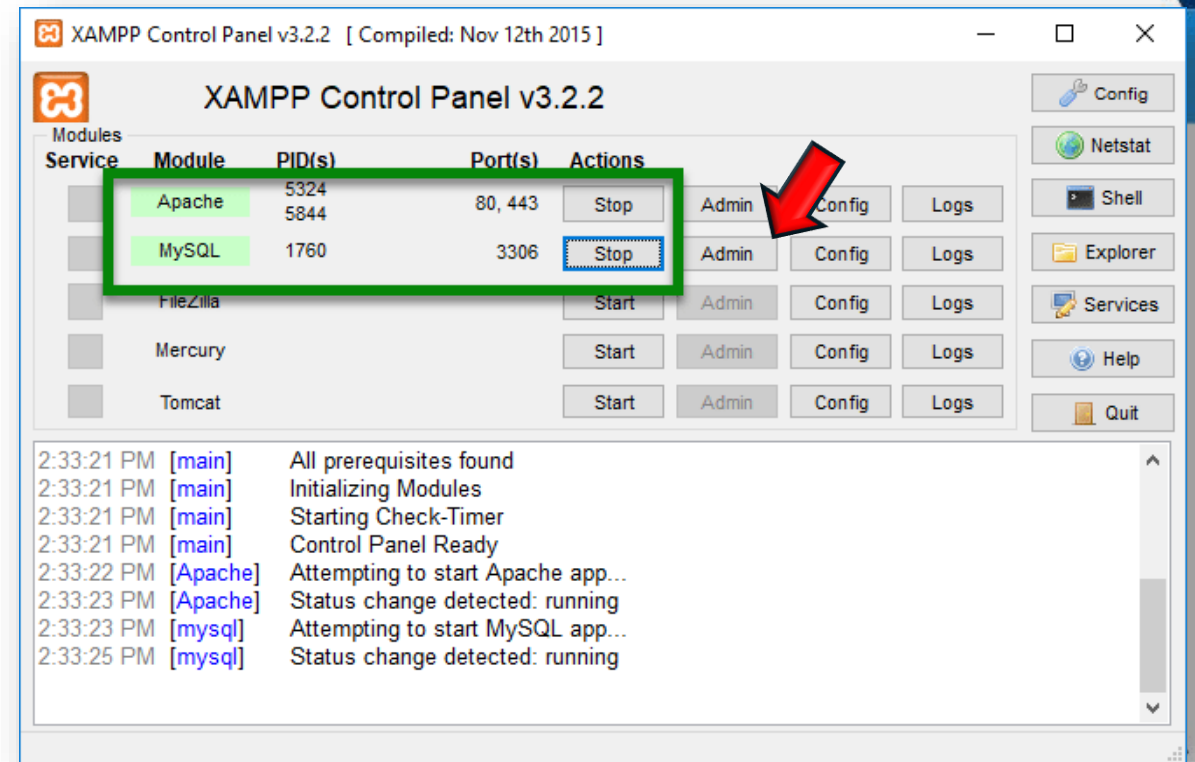 XAMPP Control Panel v3.2.2 [ Compiled: Nov 12th 2015 ]
XAMPP Control Panel v3.2.2
Config
Modules
Service Module PID(s) Port(s) Actions
Netstat
Apache 5324 5844 80, 443 Stop Admin Config Logs
Shell
MySQL 1760 3306 Stop Admin Config Logs
Explorer
FileZilla Start Admin Config Logs
Services
Mercury Start Admin Config Logs
Help
Tomcat Start Admin Config Logs
Quit
2:33:21 PM [main] All prerequisites found
2:33:21 PM [main] Initializing Modules
2:33:21 PM [main] Starting Check-Timer
2:33:21 PM [main] Control Panel Ready
2:33:22 PM [Apache] Attempting to start Apache app...
2:33:23 PM [Apache] Status change detected: running
2:33:23 PM [mysql] Attempting to start MySQL app...
2:33:25 PM [mysql] Status change detected: running